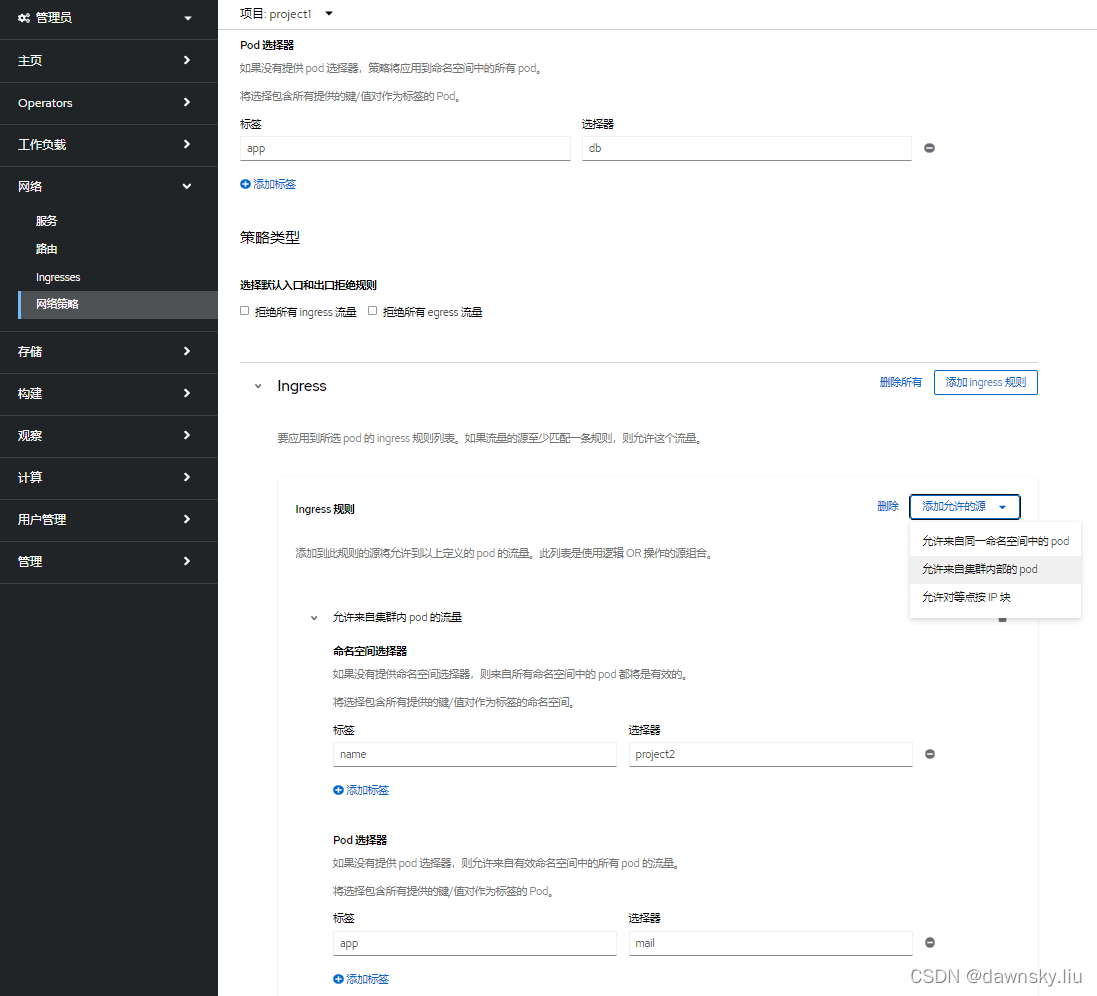 管理员
主页
Operators
工作负载
网络
服务
路由
Ingresses
网络策略
存储
构建
观察
计算
用户管理
管理
项目: project1
Pod 选择器
如果没有提供 pod 选择器，策略将应用到命名空间中的所有 pod。
将选择包含所有提供的键/值对作为标签的 Pod。
标签 选择器
app db
添加标签
策略类型
选择默认入口和出口拒绝规则
拒绝所有 ingress 流量 拒绝所有 egress 流量
Ingress 删除所有 添加 ingress 规则
要应用到所选 pod 的 ingress 规则列表。如果流量的源至少匹配一条规则，则允许这个流量。
Ingress 规则 删除 添加允许的源
允许来自同一命名空间中的 pod
允许来自集群内部的 pod
允许对等点按 IP 块
添加到此规则的源将允许到以上定义的 pod 的流量。此列表是使用逻辑 OR 操作的源组合。
允许来自集群内 pod 的流量
命名空间选择器
如果没有提供命名空间选择器，则来自所有命名空间中的 pod 都将是有效的。
将选择包含所有提供的键/值对作为标签的命名空间。
标签 选择器
name project2
添加标签
Pod 选择器
如果没有提供 pod 选择器，则允许来自有效命名空间中的所有 pod 的流量。
将选择包含所有提供的键/值对作为标签的 Pod。
标签 选择器
app mail
添加标签
CSDN @dawnsky.liu